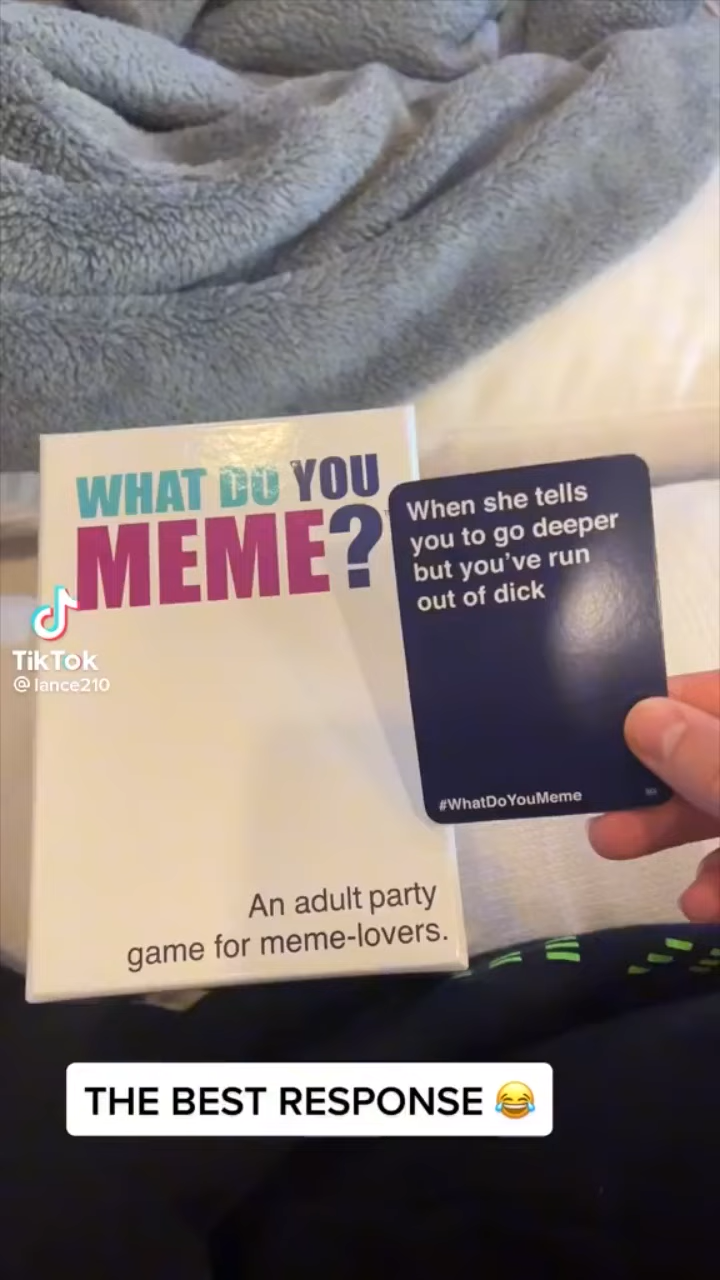 WHAT DO YOU
MEME?
When she tells
you to go deeper
but you've run
out of dick
TikTok
@lance210
#WhatDoYouMeme
An adult party
game for meme-lovers.
THE BEST RESPONSE 😂